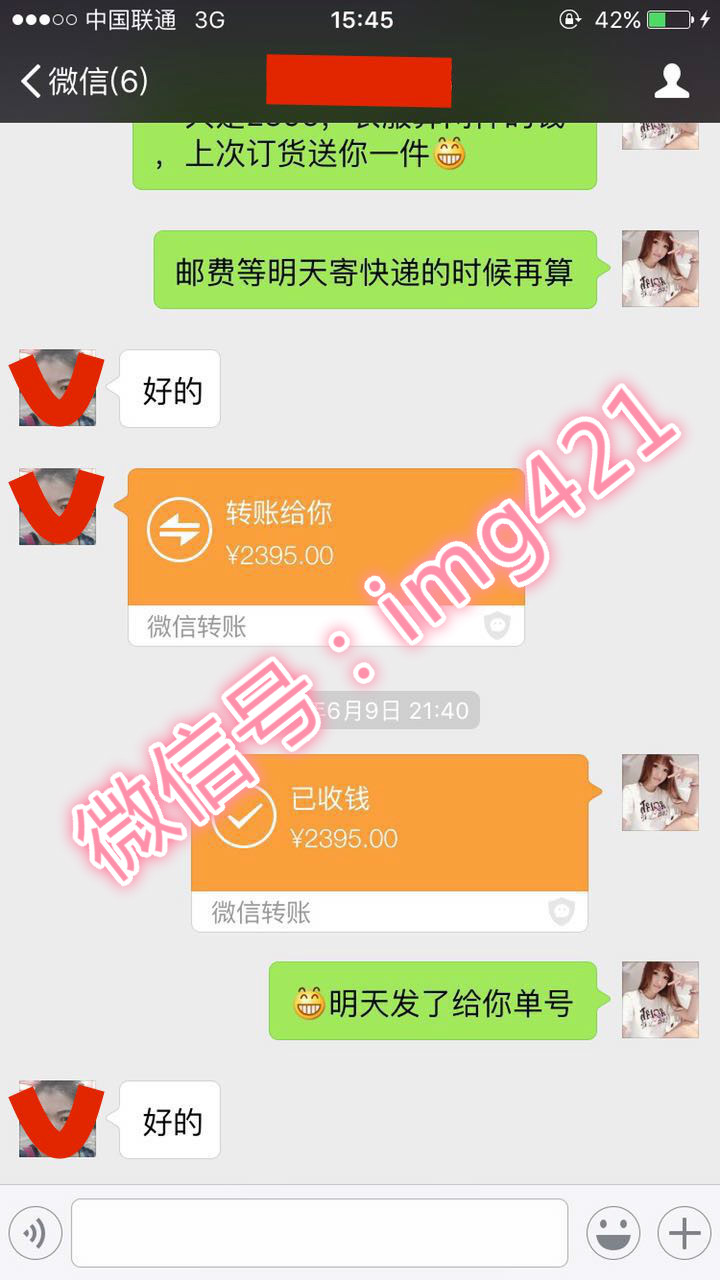 中国联通 3G 15:45 42%
微信(6)
，上次订货送你一件😁
邮费等明天寄快递的时候再算
好的
转账给你
¥2395.00
微信转账
微信号：img421
6月9日 21:40
已收钱
¥2395.00
微信转账
😁明天发了给你单号
好的